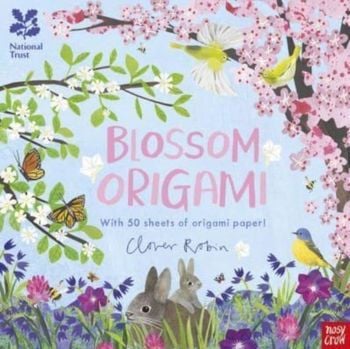 National
Trust
BLOSSOM
ORIGAMI
With 50 sheets of origami paper!
Clover Robin
nosy
crow